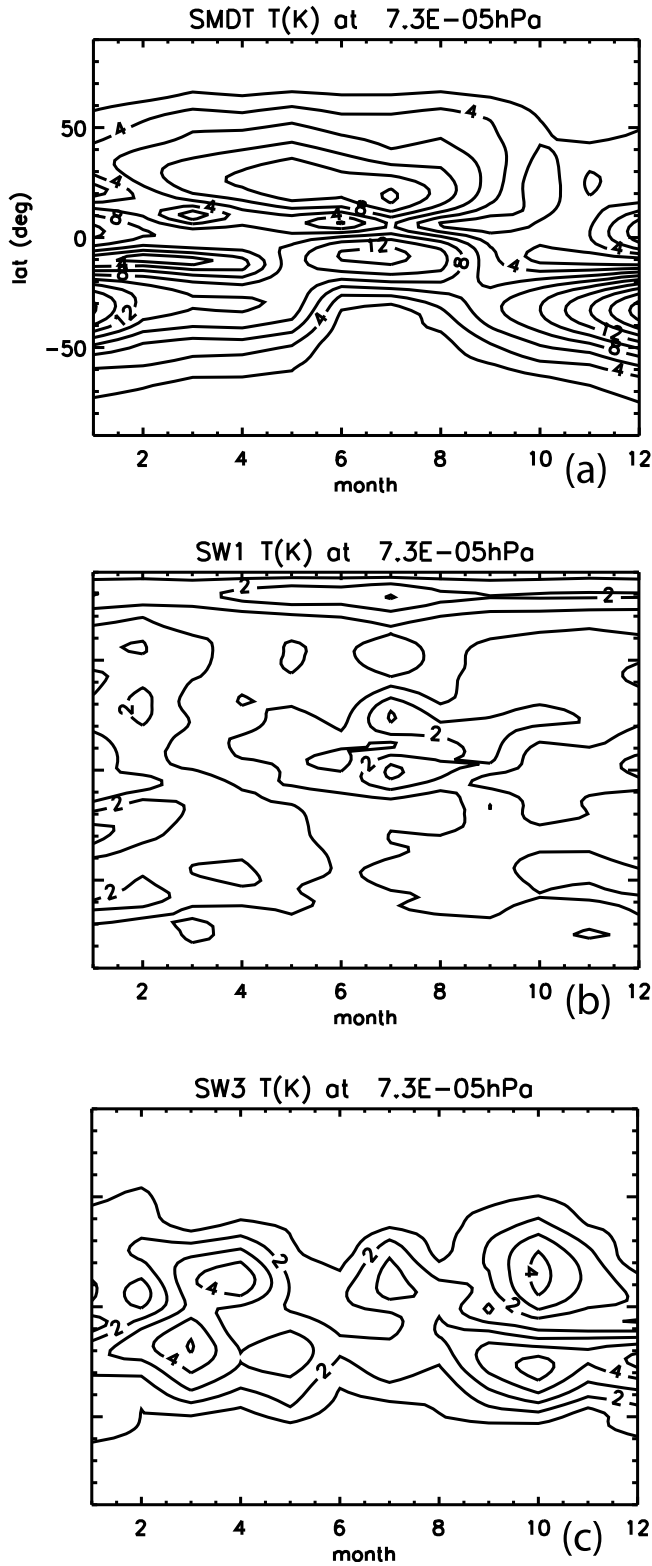 SMDT T(K) at 7.3E-05hPa
lat (deg)
50
0
-50
4 4
4 4 8
8 4
12
8 8 4 4
12 4
12
8
4
2 4 6 8 10 12
month (a)
SW1 T(K) at 7.3E-05hPa
2 2
2
2
2
2
2
2 4 6 8 10 12
month (b)
SW3 T(K) at 7.3E-05hPa
2 2
4 4
2 2
4 4
2 2
2 4 6 8 10 12
month (c)